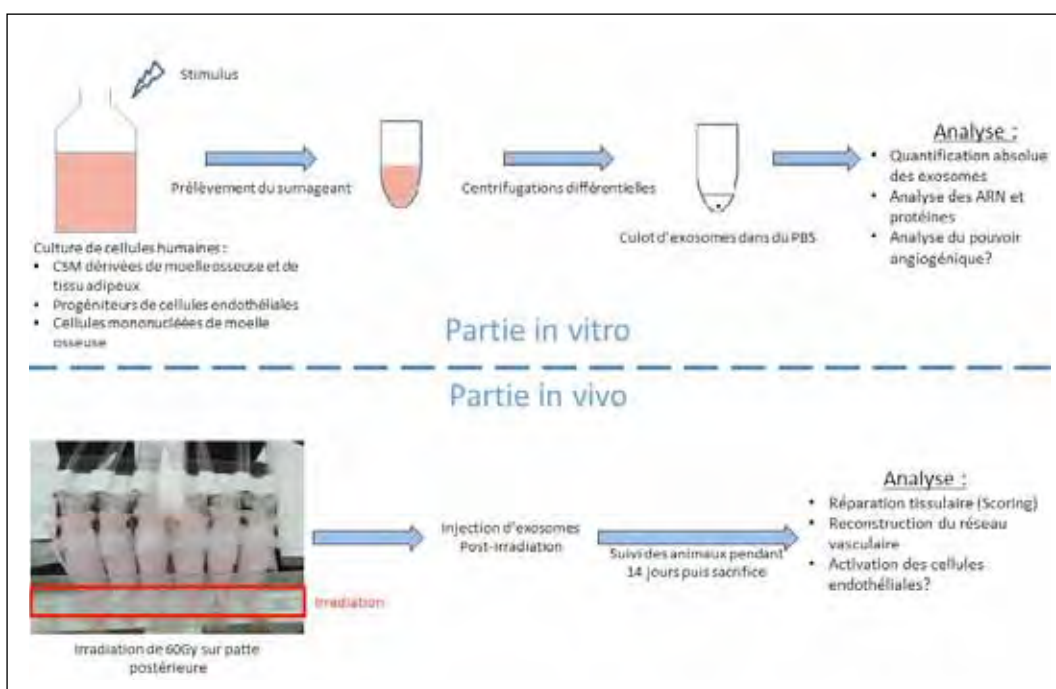 Stimulus
Prélèvement du surnageant
Centrifugations différentielles
Culot d'exosomes dans du PBS
Culture de cellules humaines :
• CSM dérivées de moelle osseuse et de
tissu adipeux
• Progéniteurs de cellules endothéliales
• Cellules mononucléées de moelle
osseuse
Analyse :
• Quantification absolue
des exosomes
• Analyse des ARN et
protéines
• Analyse du pouvoir
angiogénique?
Partie in vitro
Partie in vivo
Irradiation
Irradiation de 60Gy sur patte
postérieure
Injection d'exosomes
Post-irradiation
Suivi des animaux pendant
14 jours puis sacrifice
Analyse :
• Réparation tissulaire (Scoring)
• Reconstruction du réseau
vasculaire
• Activation des cellules
endothéliales?